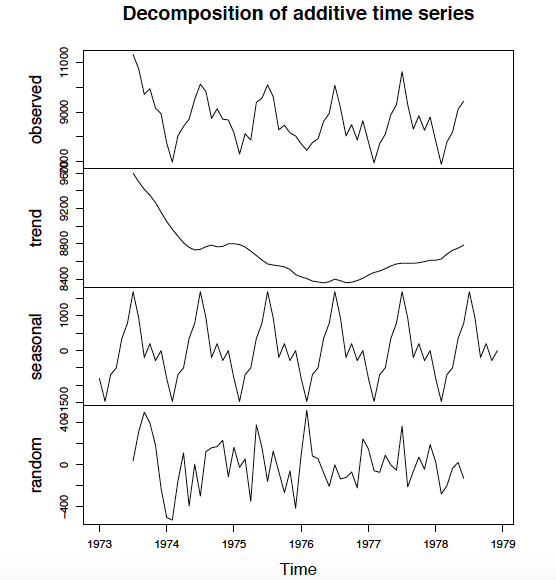 Decomposition of additive time series
observed
11000
9000
trend
9200
8800
8400
seasonal
1000
0
−1500
random
400
0
−400
1973 1974 1975 1976 1977 1978 1979
Time